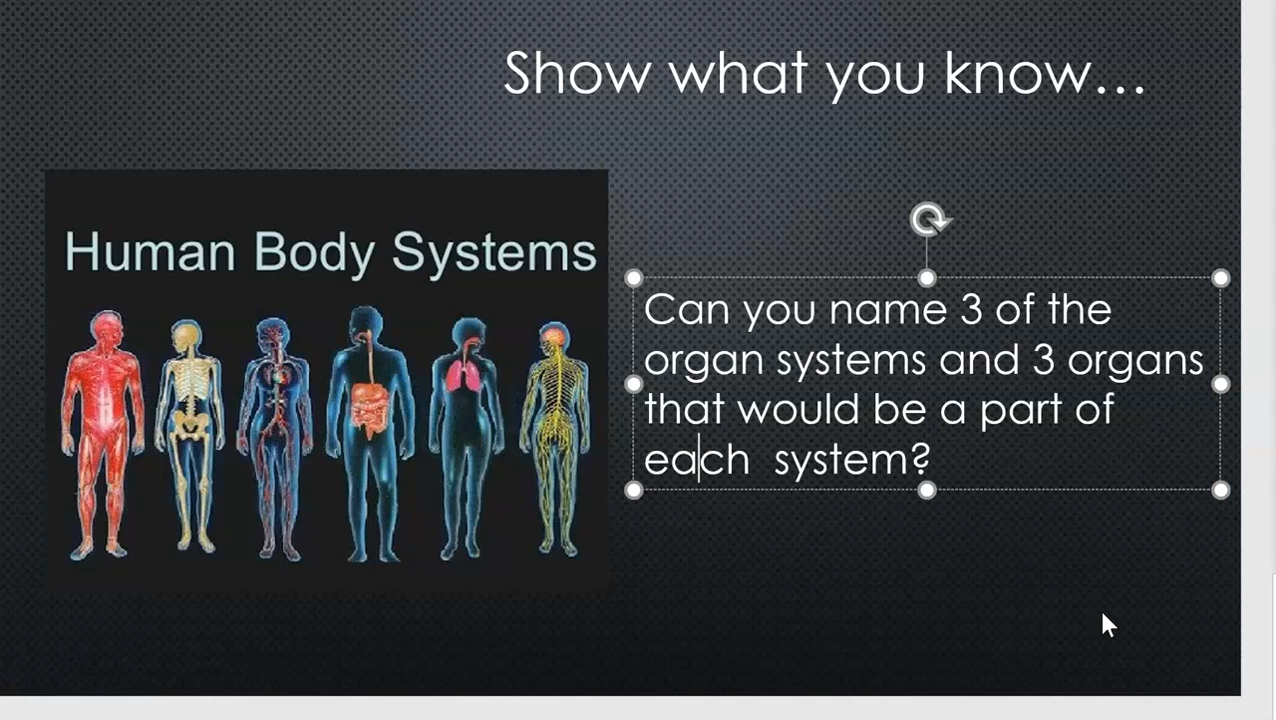 Show what you know...
Human Body Systems
Can you name 3 of the
organ systems and 3 organs
that would be a part of
each  system?